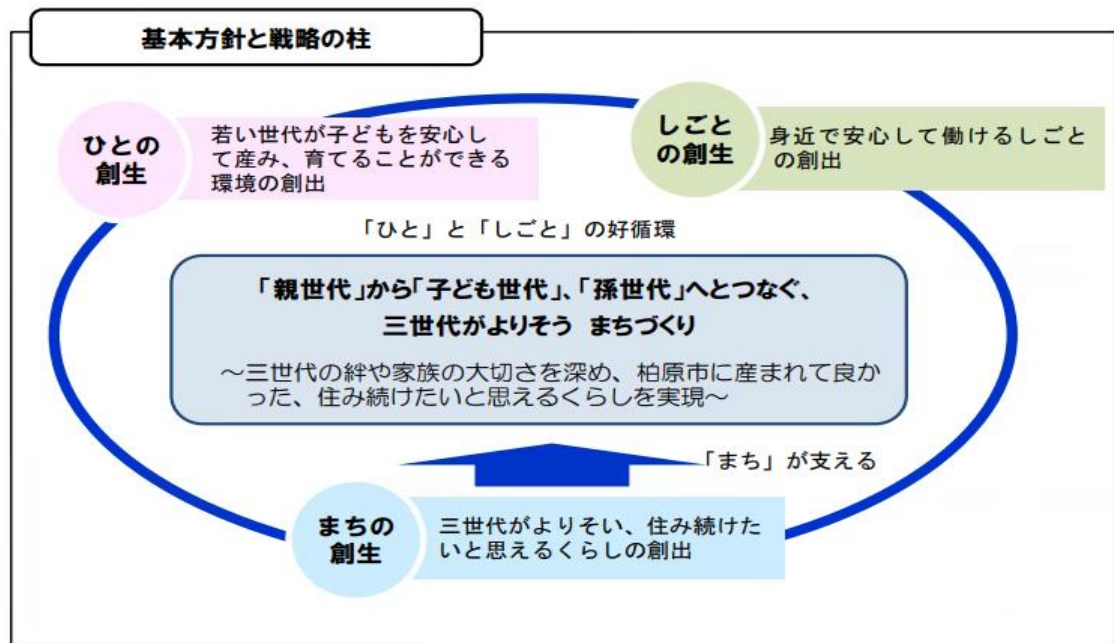 基本方針と戦略の柱
ひとの
創生
若い世代が子どもを安心し
て産み、育てることができる
環境の創出
しごと
の創生
身近で安心して働けるしごと
の創出
「ひと」と「しごと」の好循環
「親世代」から「子ども世代」、「孫世代」へとつなぐ、
三世代がよりそう まちづくり
～三世代の絆や家族の大切さを深め、柏原市に産まれて良か
った、住み続けたいと思えるくらしを実現～
「まち」が支える
まちの
創生
三世代がよりそい、住み続けた
いと思えるくらしの創出